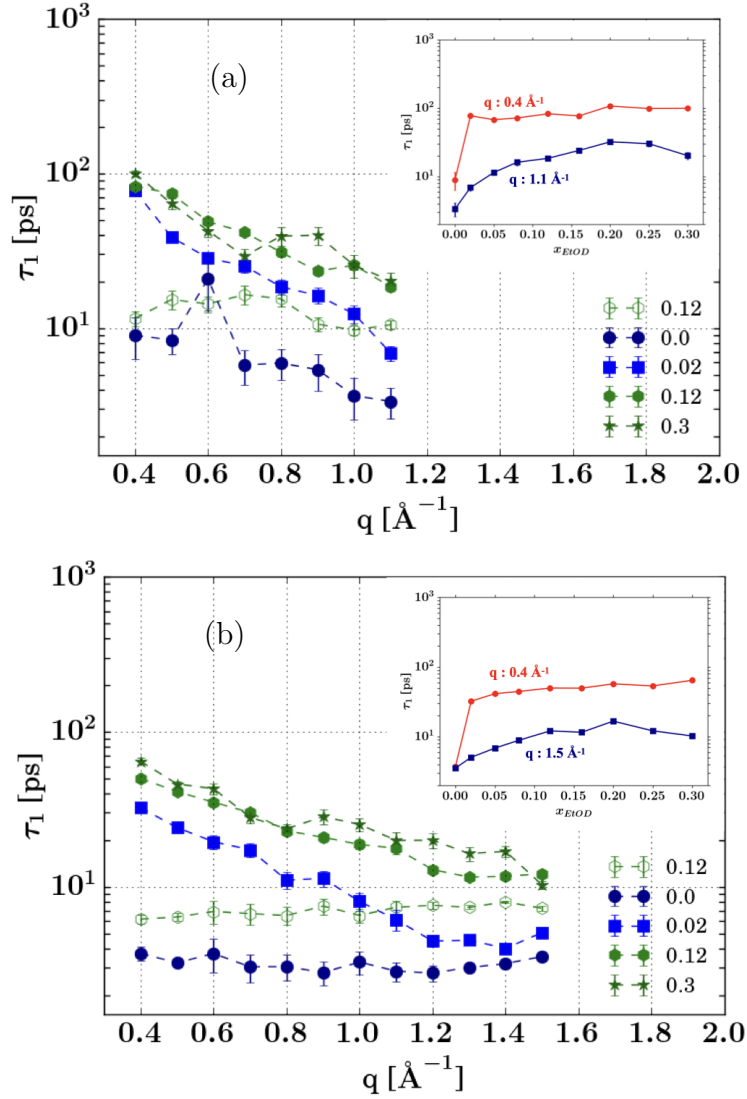 10³
10²
10¹
τ₁ [ps]
(a)
10³
10²
10¹
τ₁ [ps]
q : 0.4 Å⁻¹
q : 1.1 Å⁻¹
0.00 0.05 0.10 0.15 0.20 0.25 0.30
x_EtOD
0.12
0.0
0.02
0.12
0.3
0.4 0.6 0.8 1.0 1.2 1.4 1.6 1.8 2.0
q [Å⁻¹]
10³
10²
10¹
τ₁ [ps]
(b)
10³
10²
10¹
τ₁ [ps]
q : 0.4 Å⁻¹
q : 1.5 Å⁻¹
0.00 0.05 0.10 0.15 0.20 0.25 0.30
x_EtOD
0.12
0.0
0.02
0.12
0.3
0.4 0.6 0.8 1.0 1.2 1.4 1.6 1.8 2.0
q [Å⁻¹]